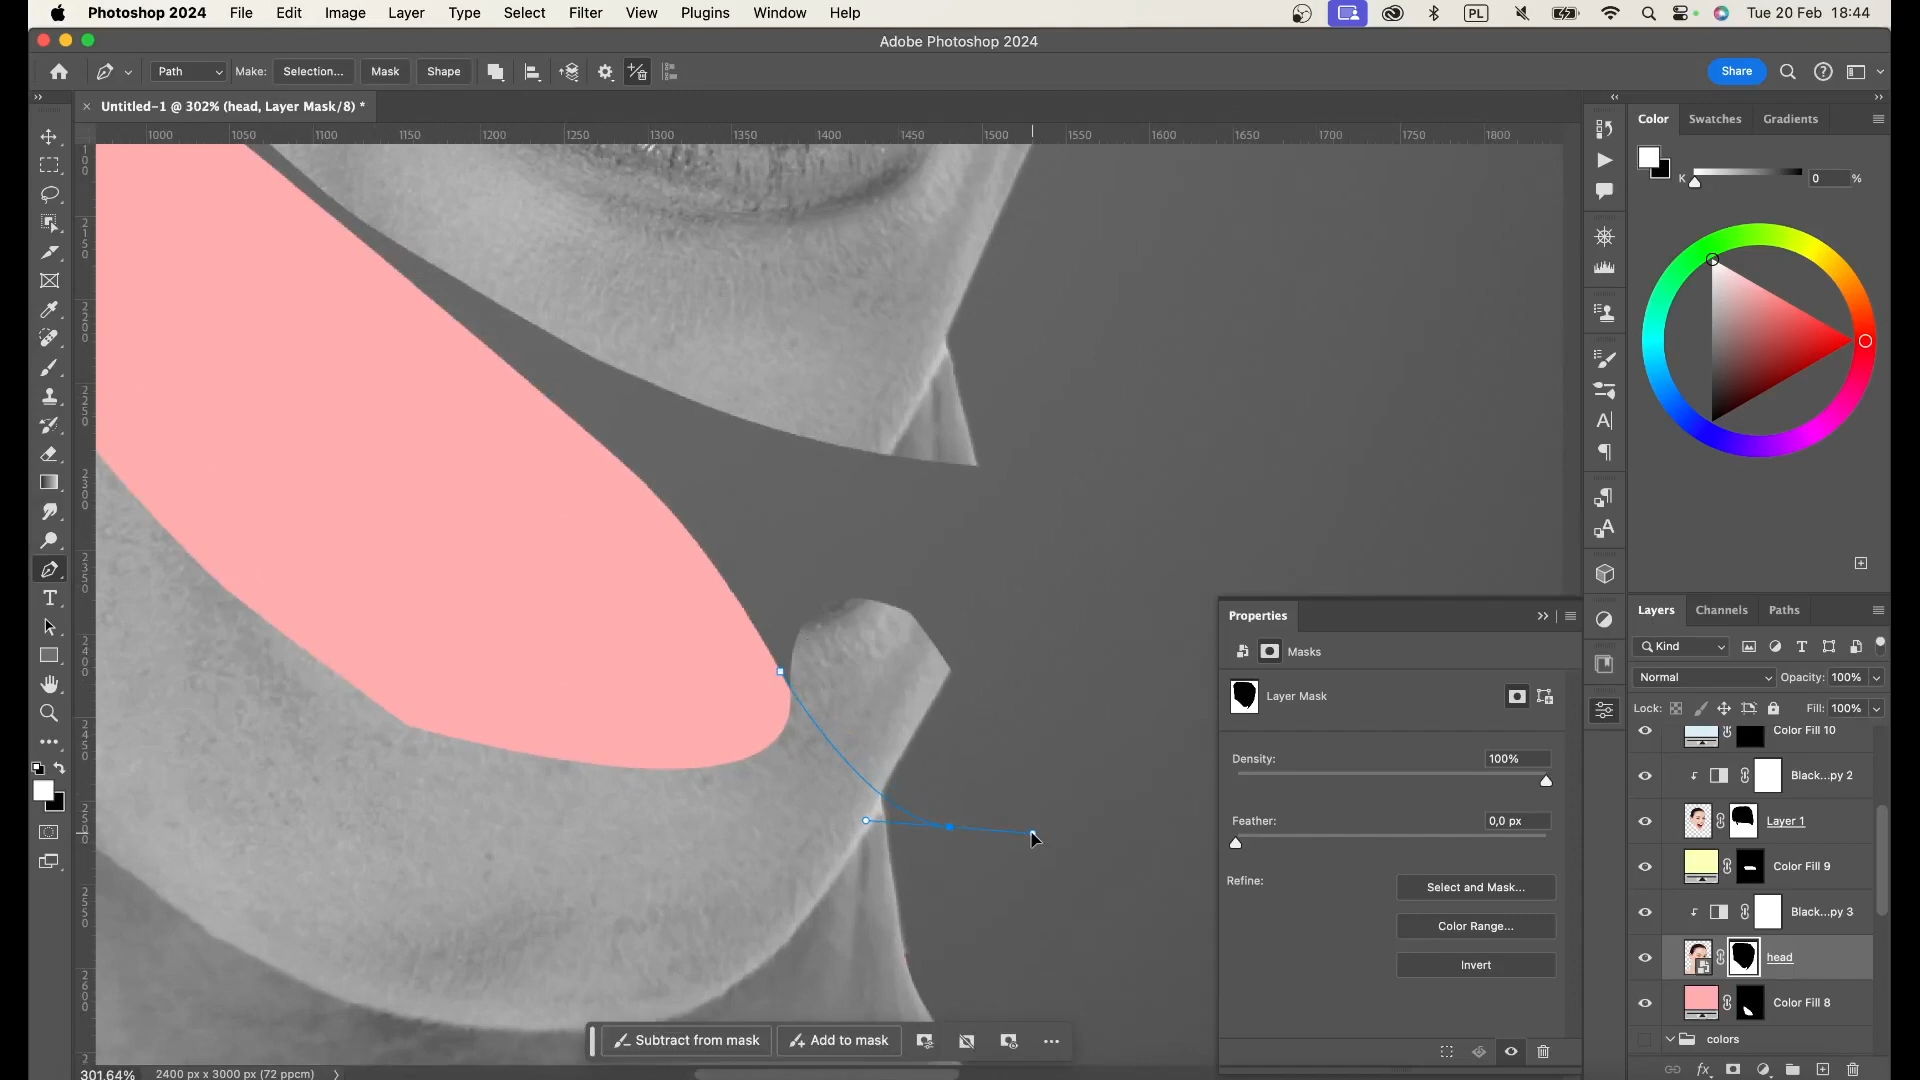 Photoshop 2024 File Edit Image Layer Type Select Filter View Plugins Window Help PL Tue 20 Feb 18:44
Adobe Photoshop 2024
Path Make: Selection... Mask Shape Share
Untitled-1 @ 302% (head, Layer Mask/8) *
1000 1050 1100 1150 1200 1250 1300 1350 1400 1450 1500 1550 1600 1650 1700 1750 1800
Color Swatches Gradients
K 0 %
Properties
Masks
Layer Mask
Density: 100%
Feather: 0,0 px
Refine: Select and Mask...
Color Range...
Invert
Layers Channels Paths
Kind
Normal Opacity: 100%
Lock: Fill: 100%
Color Fill 10
Black...py 2
Layer 1
Color Fill 9
Black...py 3
head
Color Fill 8
colors
fx
Subtract from mask Add to mask
301.64% 2400 px x 3000 px (72 ppcm)